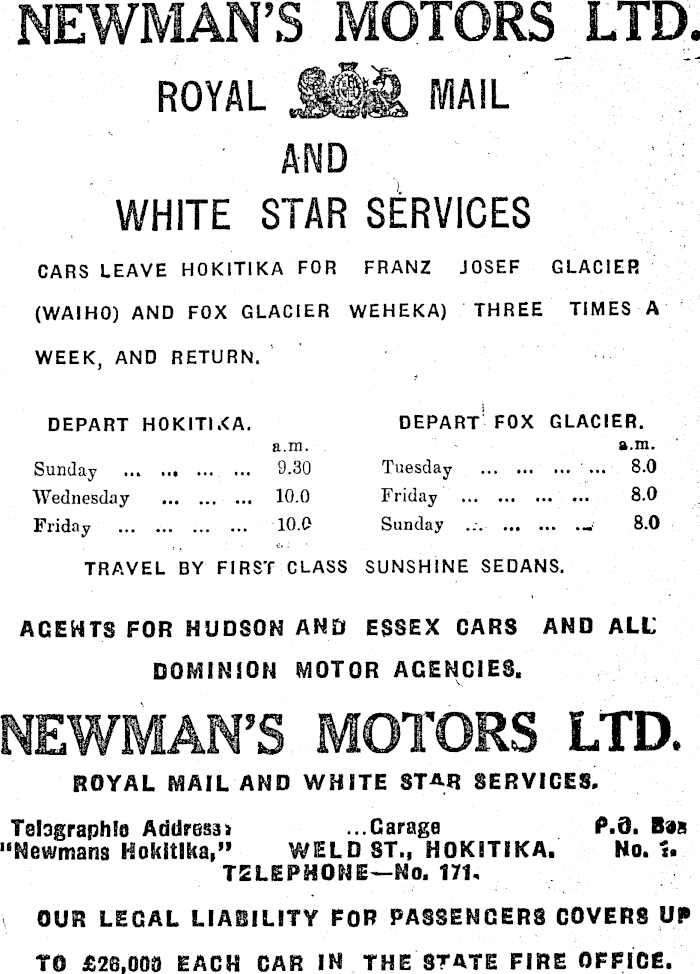 NEWMAN'S MOTORS LTD.
ROYAL MAIL
AND
WHITE STAR SERVICES
CARS LEAVE HOKITIKA FOR FRANZ JOSEF GLACIER
(WAIHO) AND FOX GLACIER WEHEKA) THREE TIMES A
WEEK, AND RETURN.
DEPART HOKITIKA. DEPART FOX GLACIER.
a.m. a.m.
Sunday ... ... ... ... 9.30 Tuesday ... ... ... ... 8.0
Wednesday ... ... ... 10.0 Friday ... ... ... ... 8.0
Friday ... ... ... ... 10.0 Sunday ... ... ... ... 8.0
TRAVEL BY FIRST CLASS SUNSHINE SEDANS.
AGENTS FOR HUDSON AND ESSEX CARS AND ALL
DOMINION MOTOR AGENCIES.
NEWMAN'S MOTORS LTD.
ROYAL MAIL AND WHITE STAR SERVICES.
Telegraphic Address: ...Garage P.O. Box
"Newmans Hokitika," WELD ST., HOKITIKA. No.
TELEPHONE—No. 171.
OUR LEGAL LIABILITY FOR PASSENGERS COVERS UP
TO £26,000 EACH CAR IN THE STATE FIRE OFFICE.